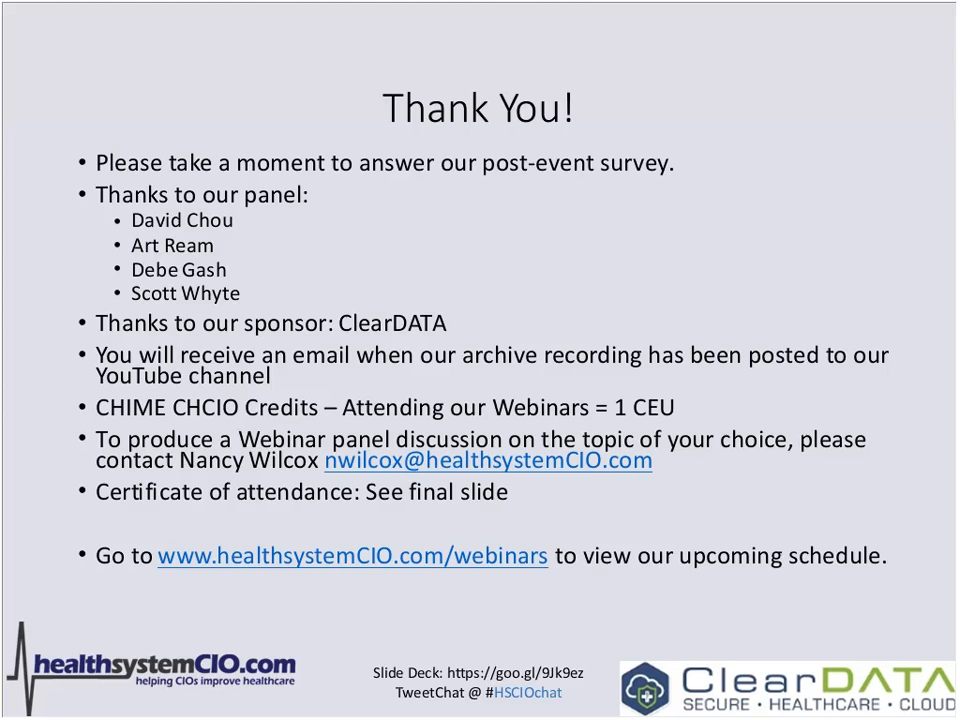 Thank You!
• Please take a moment to answer our post-event survey.
• Thanks to our panel:
• David Chou
• Art Ream
• Debe Gash
• Scott Whyte
• Thanks to our sponsor: ClearDATA
• You will receive an email when our archive recording has been posted to our
YouTube channel
• CHIME CHCIO Credits – Attending our Webinars = 1 CEU
• To produce a Webinar panel discussion on the topic of your choice, please
contact Nancy Wilcox nwilcox@healthsystemCIO.com
• Certificate of attendance: See final slide
• Go to www.healthsystemCIO.com/webinars to view our upcoming schedule.
healthsystemCIO.com
helping CIOs improve healthcare
Slide Deck: https://goo.gl/9Jk9ez
TweetChat @ #HSCIOchat
ClearDATA
SECURE • HEALTHCARE • CLOUD